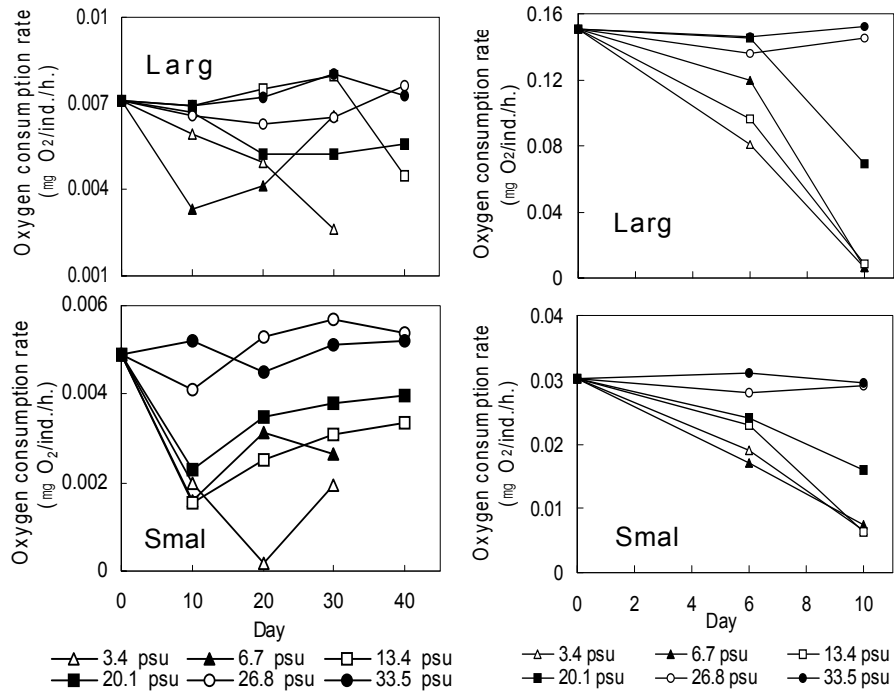 Oxygen consumption rate
(mg O2/ind./h.)
0.01
0.007
0.004
0.001
Larg
Oxygen consumption rate
(mg O2/ind./h.)
0.16
0.12
0.08
0.04
0
Larg
Oxygen consumption rate
(mg O2/ind./h.)
0.006
0.004
0.002
0
Smal
0 10 20 30 40
Day
Oxygen consumption rate
(mg O2/ind./h.)
0.04
0.03
0.02
0.01
0
Smal
0 2 4 6 8 10
Day
3.4 psu 6.7 psu 13.4 psu
20.1 psu 26.8 psu 33.5 psu
3.4 psu 6.7 psu 13.4 psu
20.1 psu 26.8 psu 33.5 psu